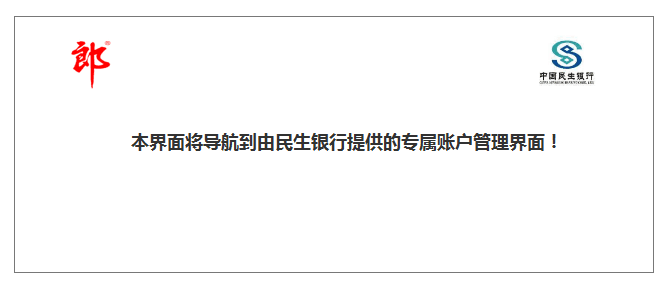 郎
中国民生银行
本界面将导航到由民生银行提供的专属账户管理界面！